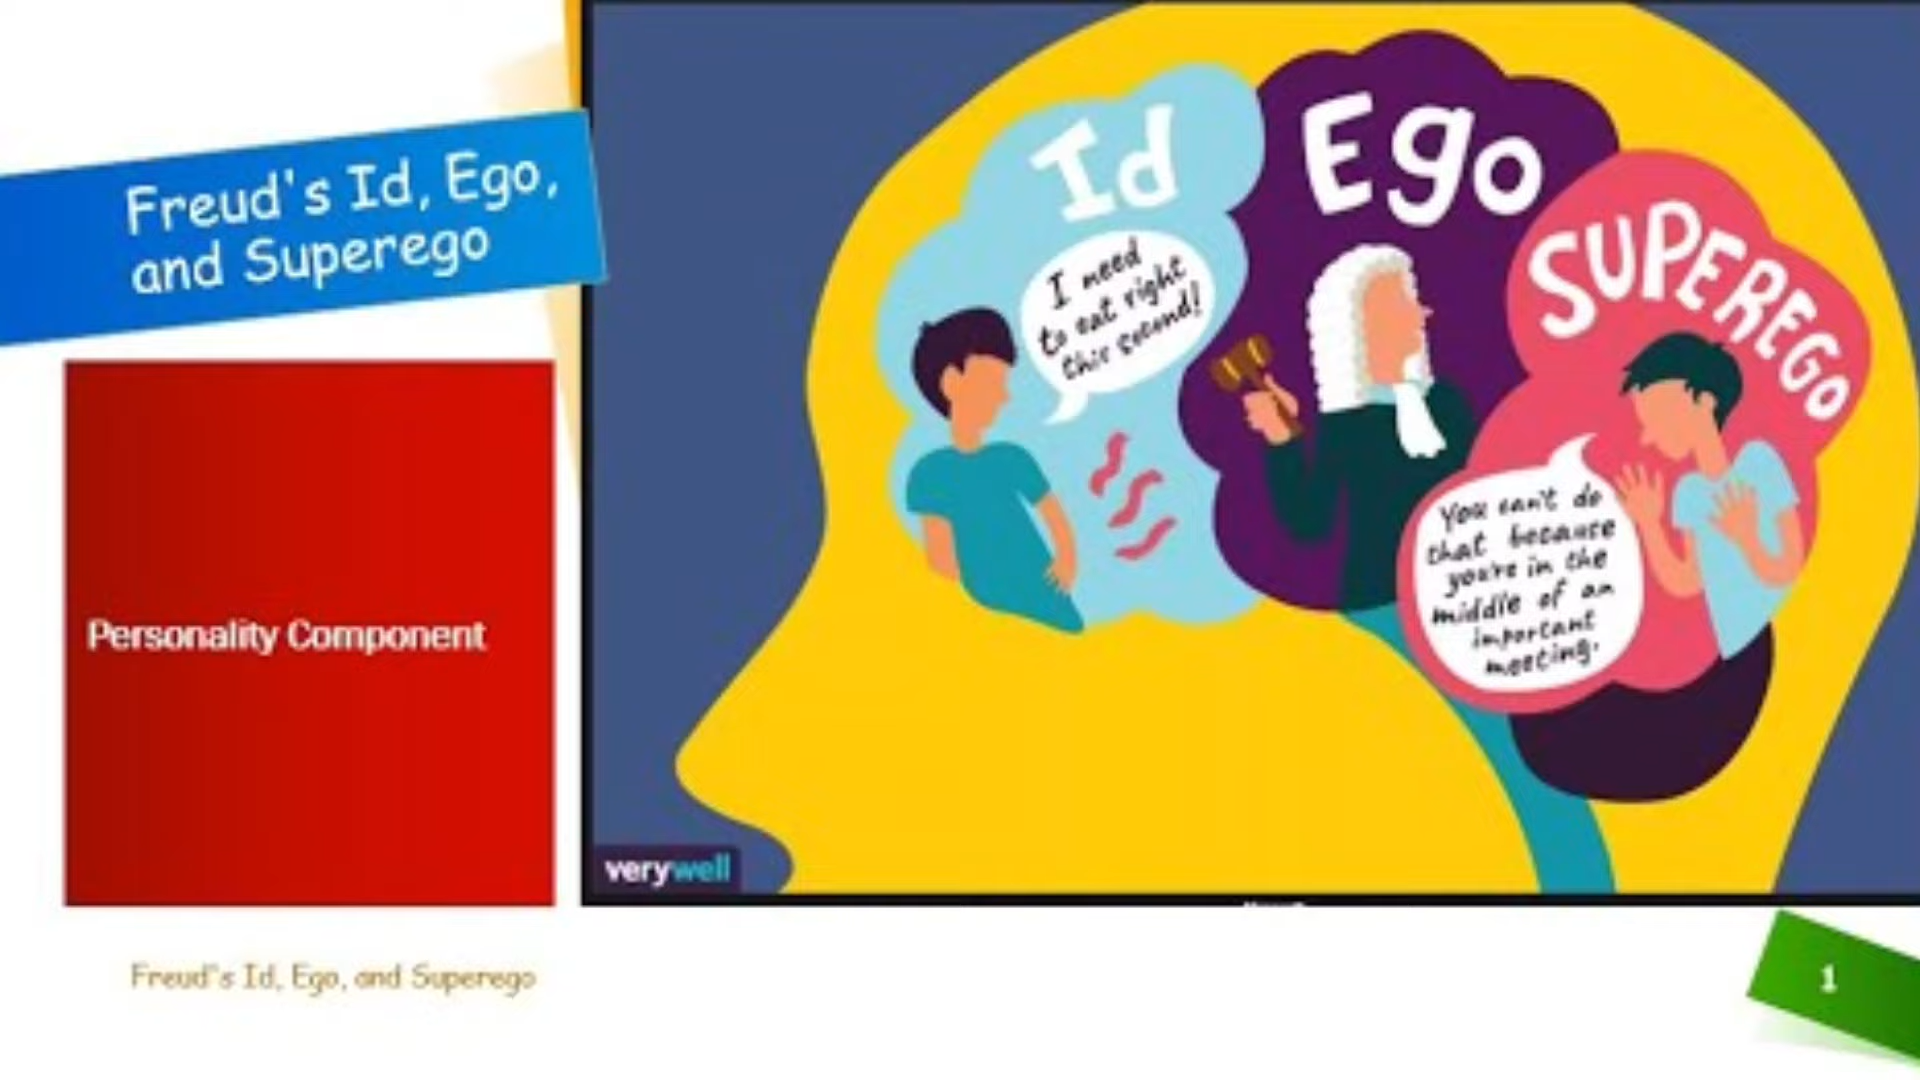 Freud's Id, Ego,
and Superego
Personality Component
Id
I need
to eat right
this second!
Ego
SUPEREGO
You can't do
that because
you're in the
middle of an
important
meeting.
verywell
Freud's Id, Ego, and Superego
1